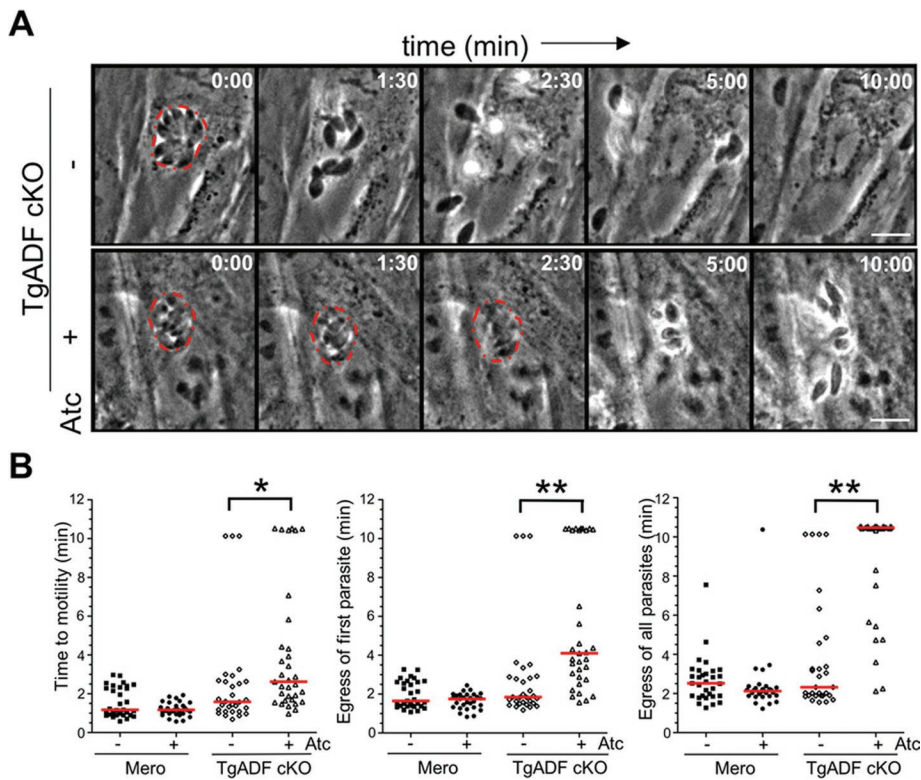 A
time (min)
TgADF cKO
-
0:00 1:30 2:30 5:00 10:00
Atc +
0:00 1:30 2:30 5:00 10:00
B
Time to motility (min)
12
10
8
6
4
2
0
*
- + - + Atc
Mero TgADF cKO
Egress of first parasite (min)
12
10
8
6
4
2
0
**
- + - + Atc
Mero TgADF cKO
Egress of all parasites (min)
12
10
8
6
4
2
0
**
- + - + Atc
Mero TgADF cKO